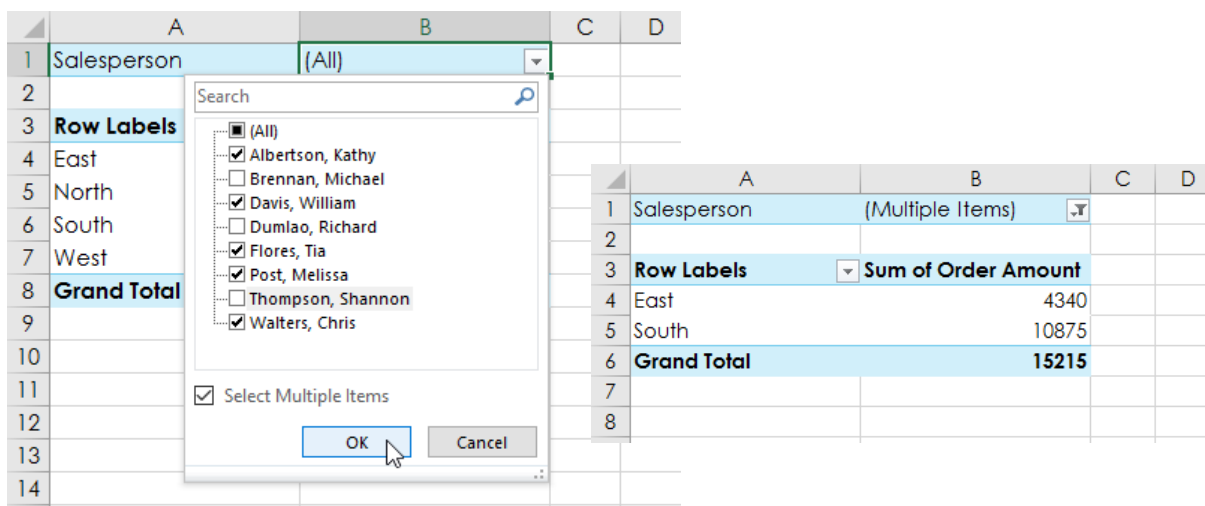 A B C D
1 Salesperson (All)
2 Search
3 Row Labels (All)
4 East Albertson, Kathy
Brennan, Michael
5 North Davis, William
6 South Dumlao, Richard
7 West Flores, Tia
Post, Melissa
8 Grand Total Thompson, Shannon
9 Walters, Chris
10
11 Select Multiple Items
12
13 OK Cancel
14
A B C D
1 Salesperson (Multiple Items)
2
3 Row Labels Sum of Order Amount
4 East 4340
5 South 10875
6 Grand Total 15215
7
8